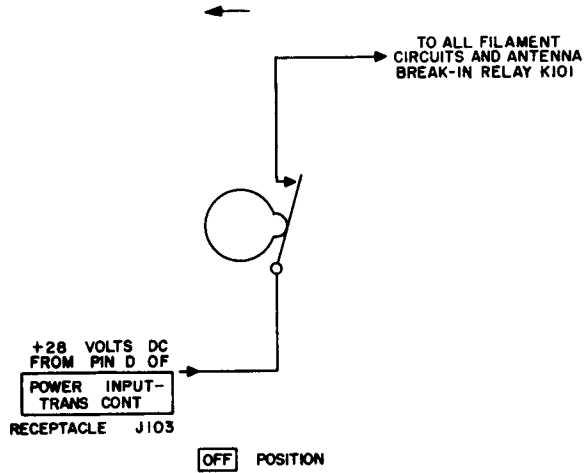 TO ALL FILAMENT
CIRCUITS AND ANTENNA
BREAK-IN RELAY K101
+28 VOLTS DC
FROM PIN D OF
POWER INPUT-
TRANS CONT
RECEPTACLE J103
OFF POSITION